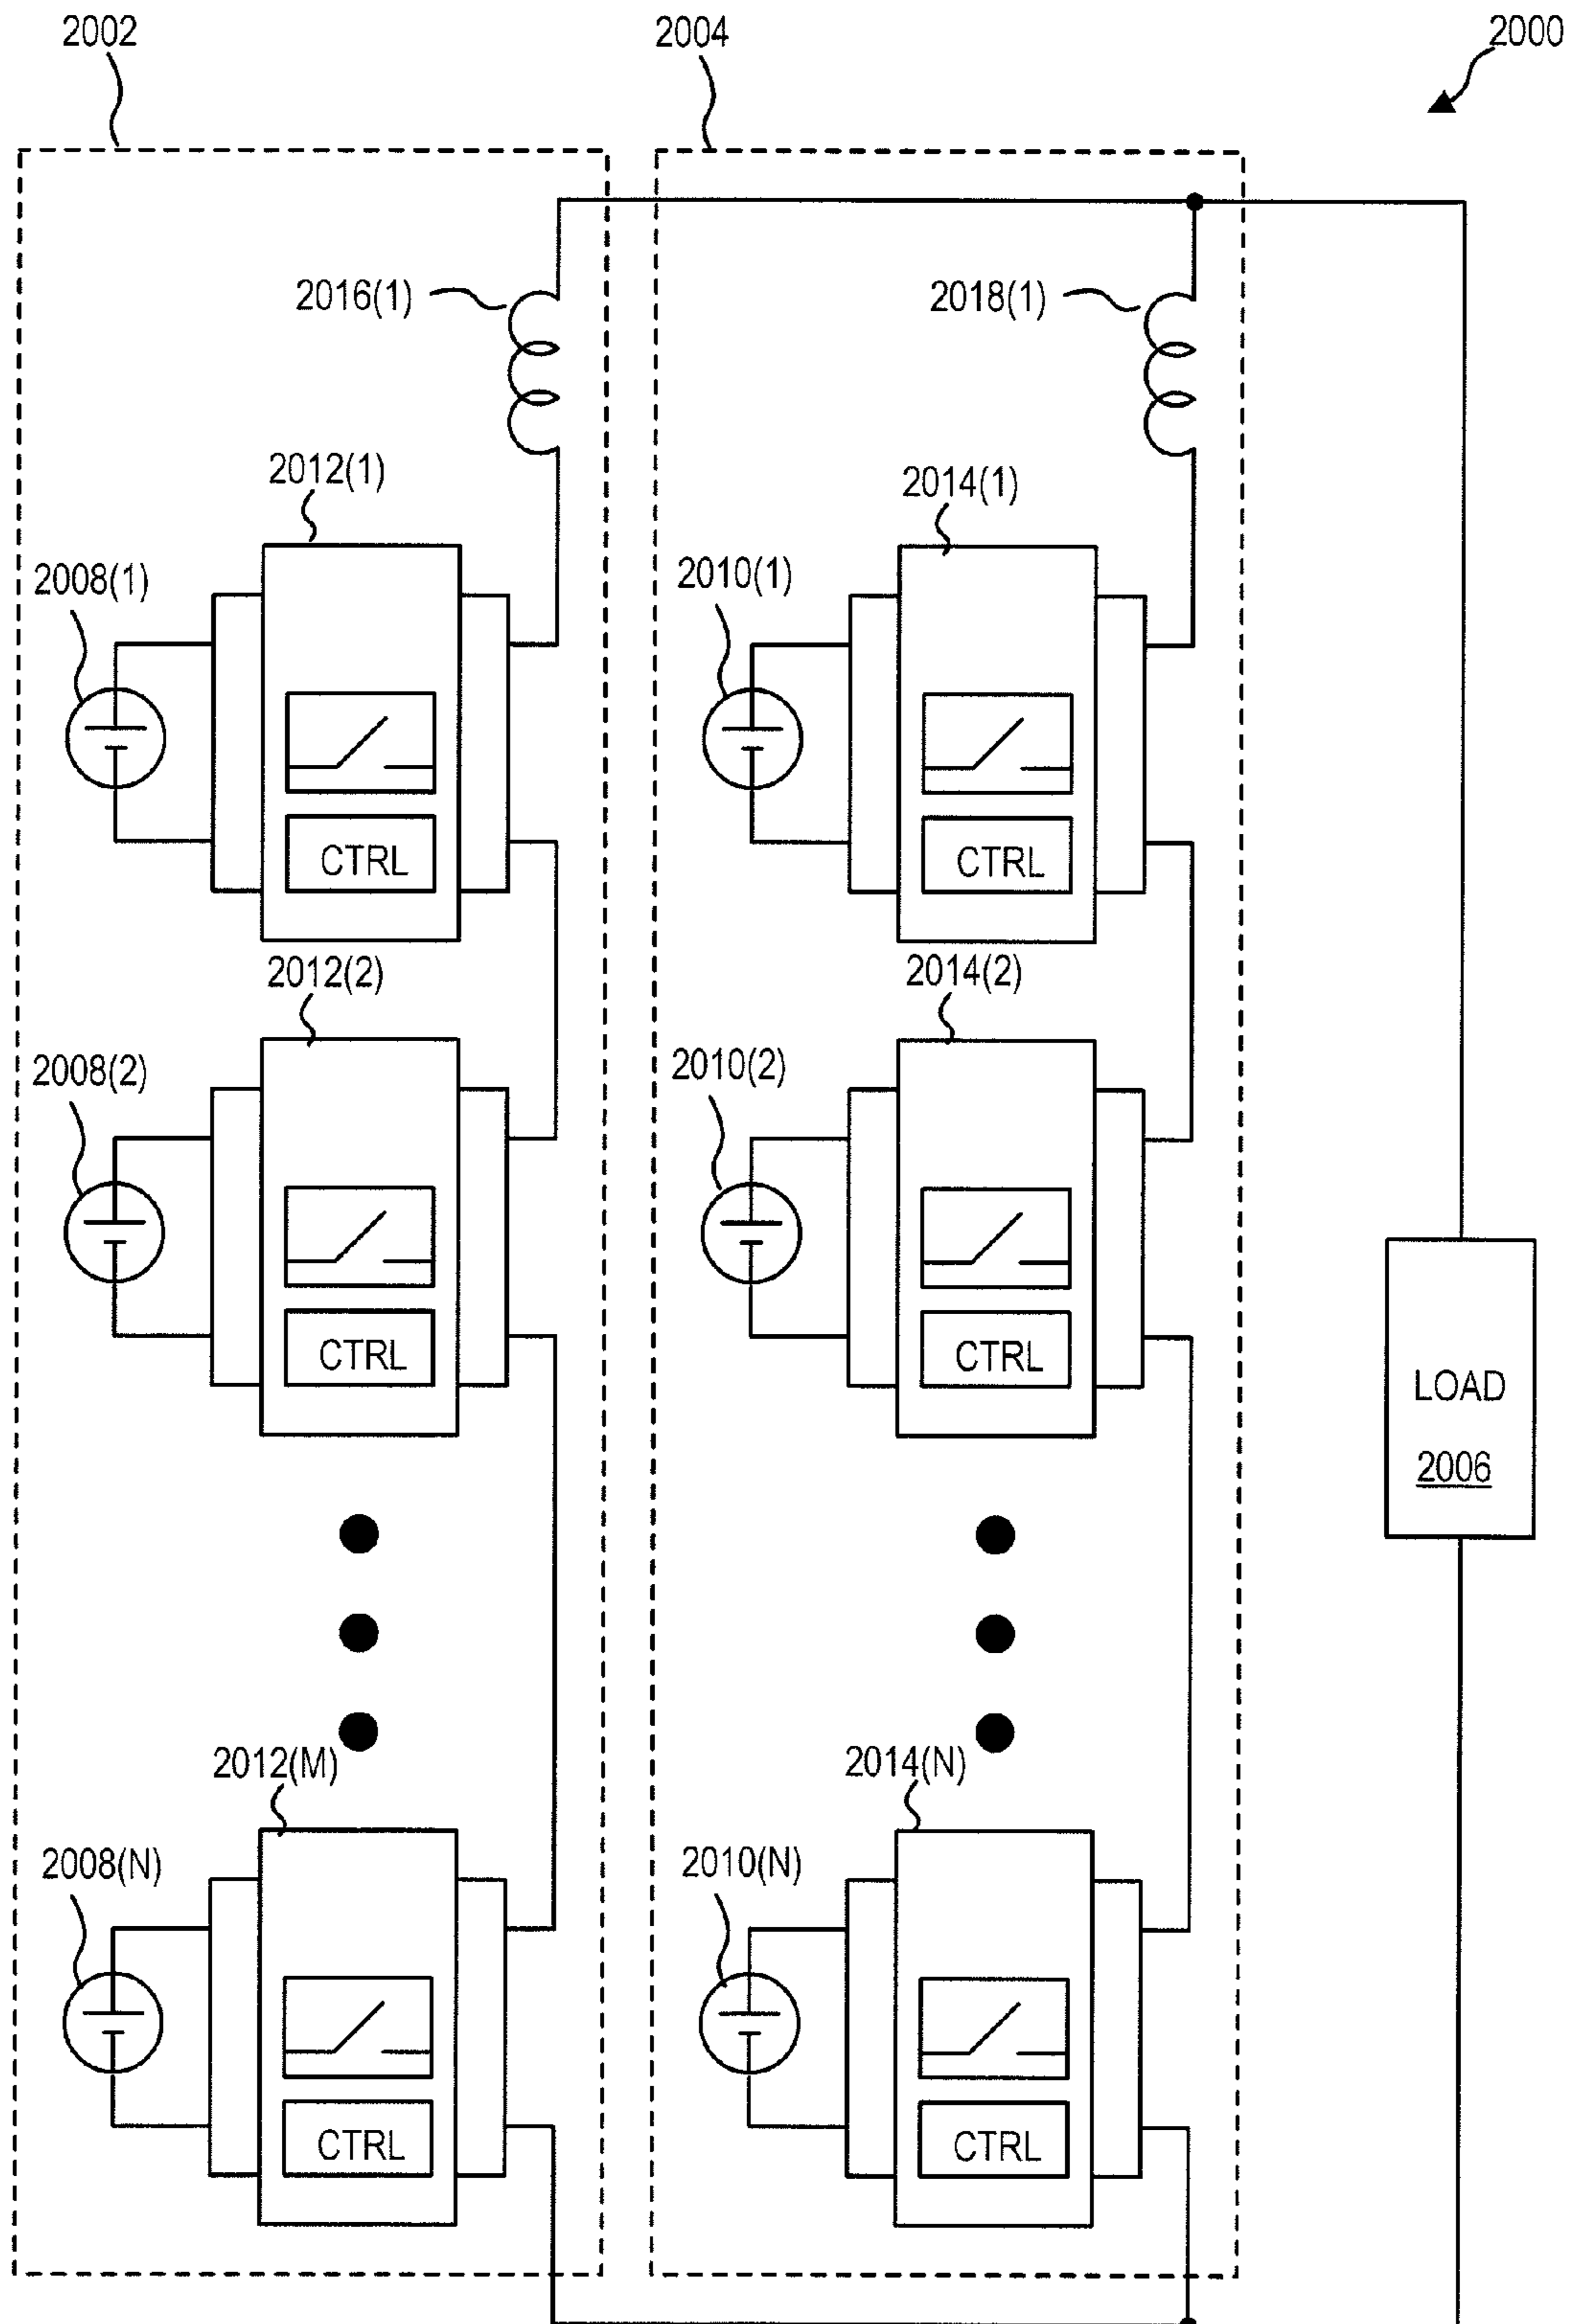 2002
2004
2000
2016(1)
2018(1)
2012(1)
2014(1)
2008(1)
2010(1)
CTRL
CTRL
2012(2)
2014(2)
2008(2)
2010(2)
CTRL
CTRL
LOAD
2006
2012(M)
2014(N)
2008(N)
2010(N)
CTRL
CTRL